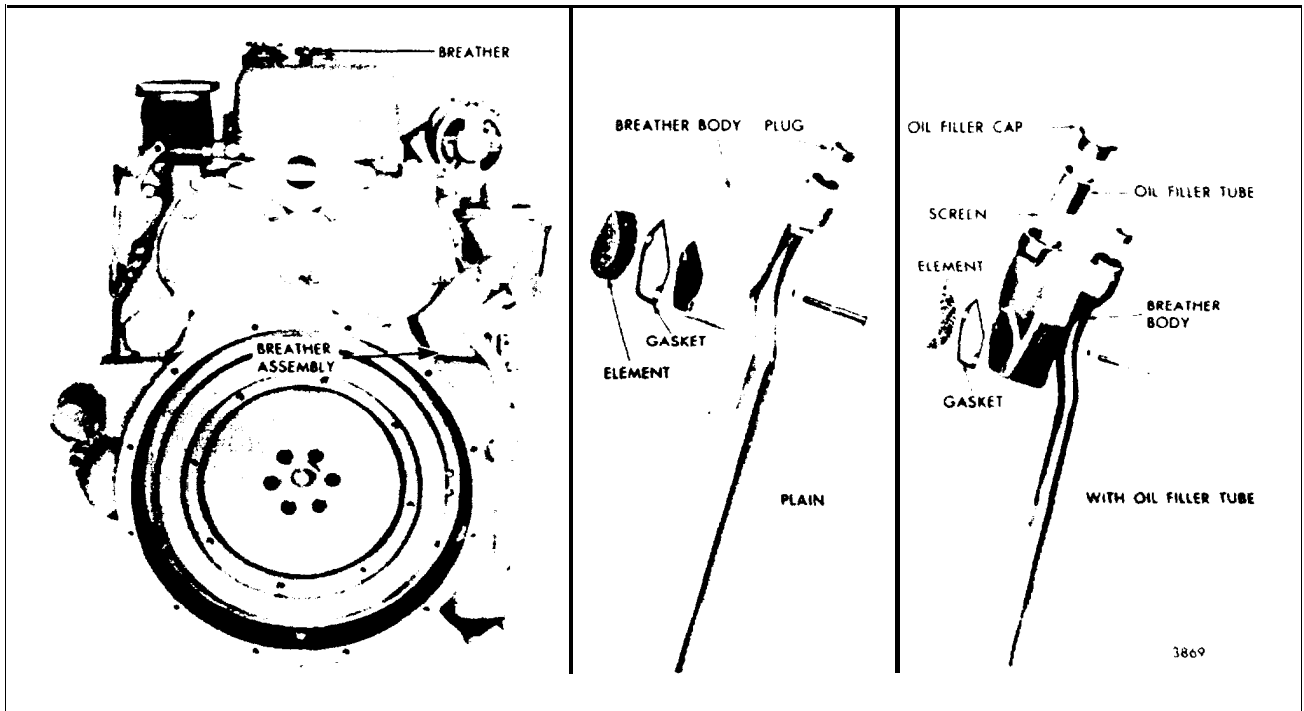 BREATHER
BREATHER
ASSEMBLY
BREATHER BODY
PLUG
GASKET
ELEMENT
PLAIN
OIL FILLER CAP
OIL FILLER TUBE
SCREEN
ELEMENT
BREATHER
BODY
GASKET
WITH OIL FILLER TUBE
3869